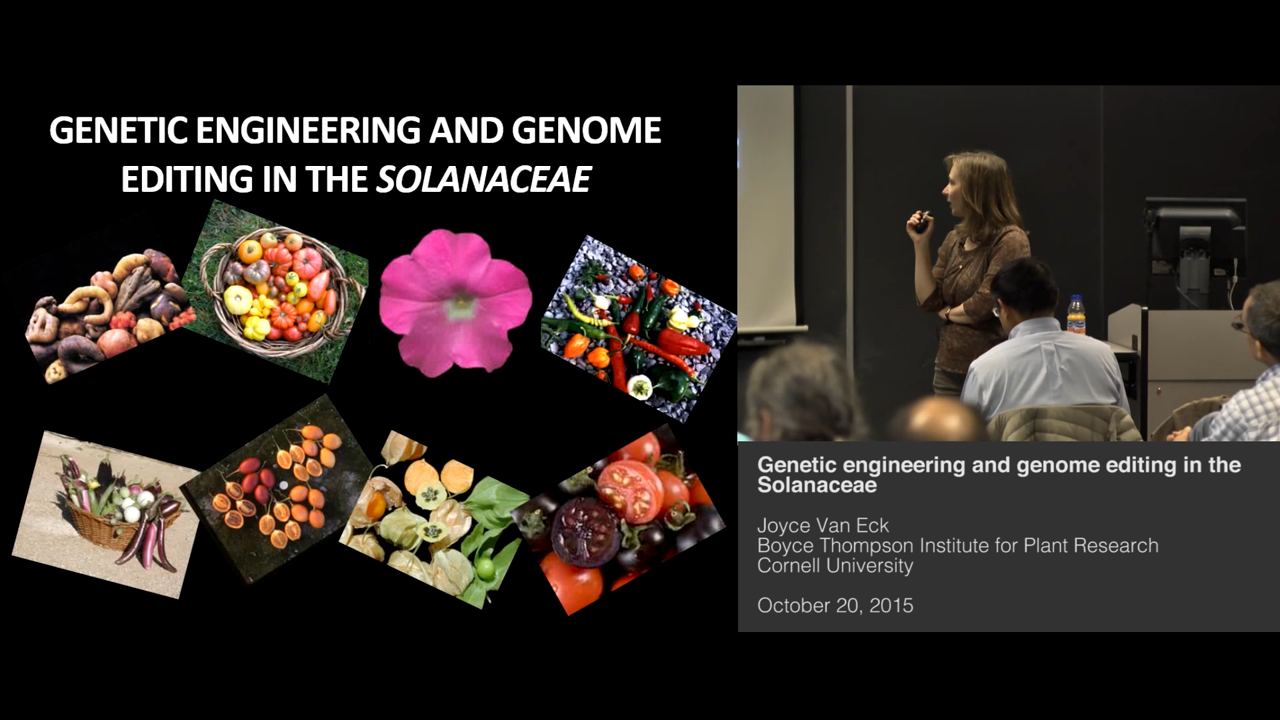 GENETIC ENGINEERING AND GENOME
EDITING IN THE SOLANACEAE
Genetic engineering and genome editing in the
Solanaceae
Joyce Van Eck
Boyce Thompson Institute for Plant Research
Cornell University
October 20, 2015